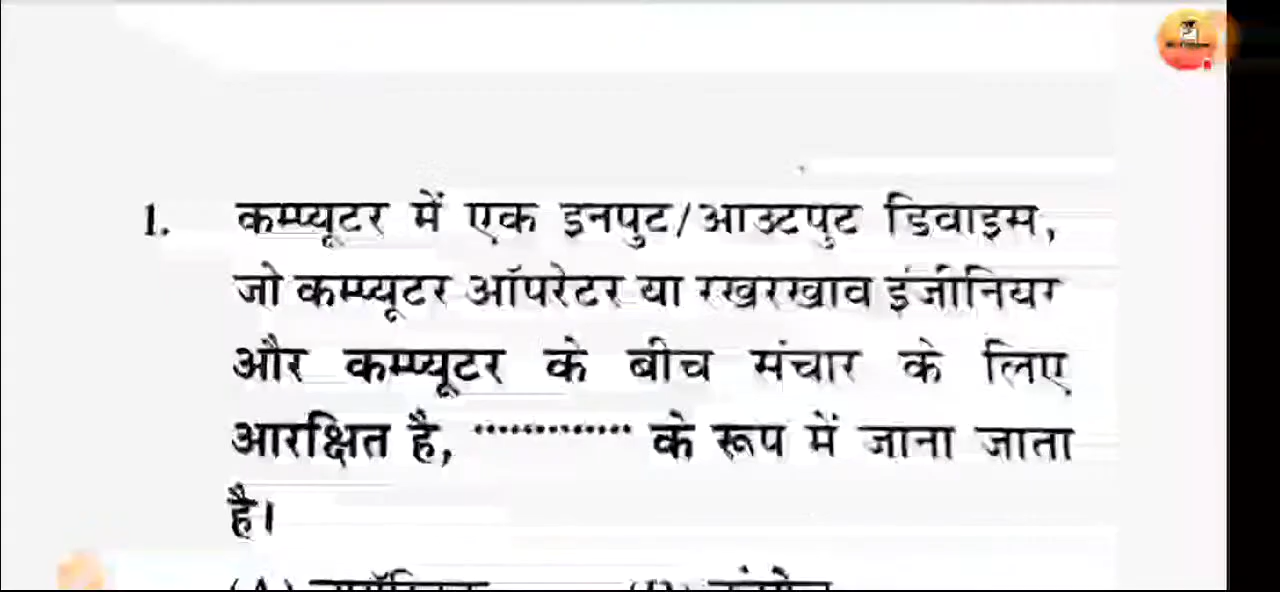 1. कम्प्यूटर में एक इनपुट/आउटपुट डिवाइस,
जो कम्प्यूटर ऑपरेटर या रखरखाव इंजीनियर
और कम्प्यूटर के बीच संचार के लिए
आरक्षित है, ............. के रूप में जाना जाता
है।